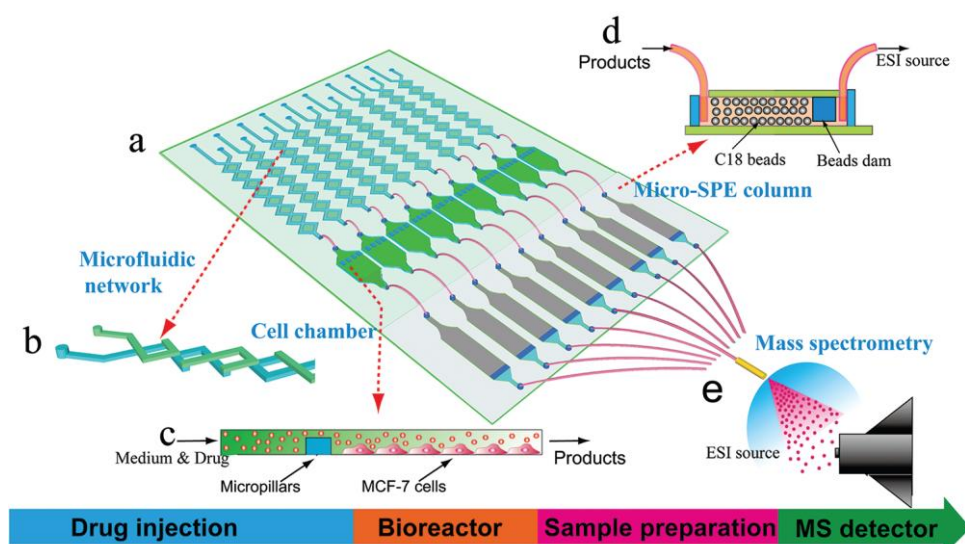 d
Products
ESI source
C18 beads
Beads dam
a
Micro-SPE column
Microfluidic
network
b
Cell chamber
Mass spectrometry
e
ESI source
c
Medium & Drug
Products
Micropillars
MCF-7 cells
Drug injection
Bioreactor
Sample preparation
MS detector